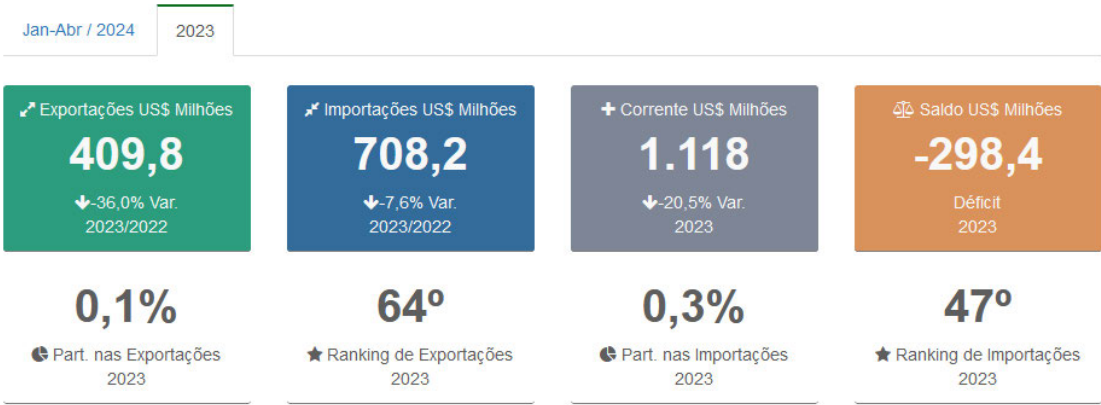 Jan-Abr / 2024
2023
Exportações US$ Milhões
409,8
-36,0% Var.
2023/2022
Importações US$ Milhões
708,2
-7,6% Var.
2023/2022
Corrente US$ Milhões
1.118
-20,5% Var.
2023
Saldo US$ Milhões
-298,4
Déficit
2023
0,1%
Part. nas Exportações
2023
64º
Ranking de Exportações
2023
0,3%
Part. nas Importações
2023
47º
Ranking de Importações
2023